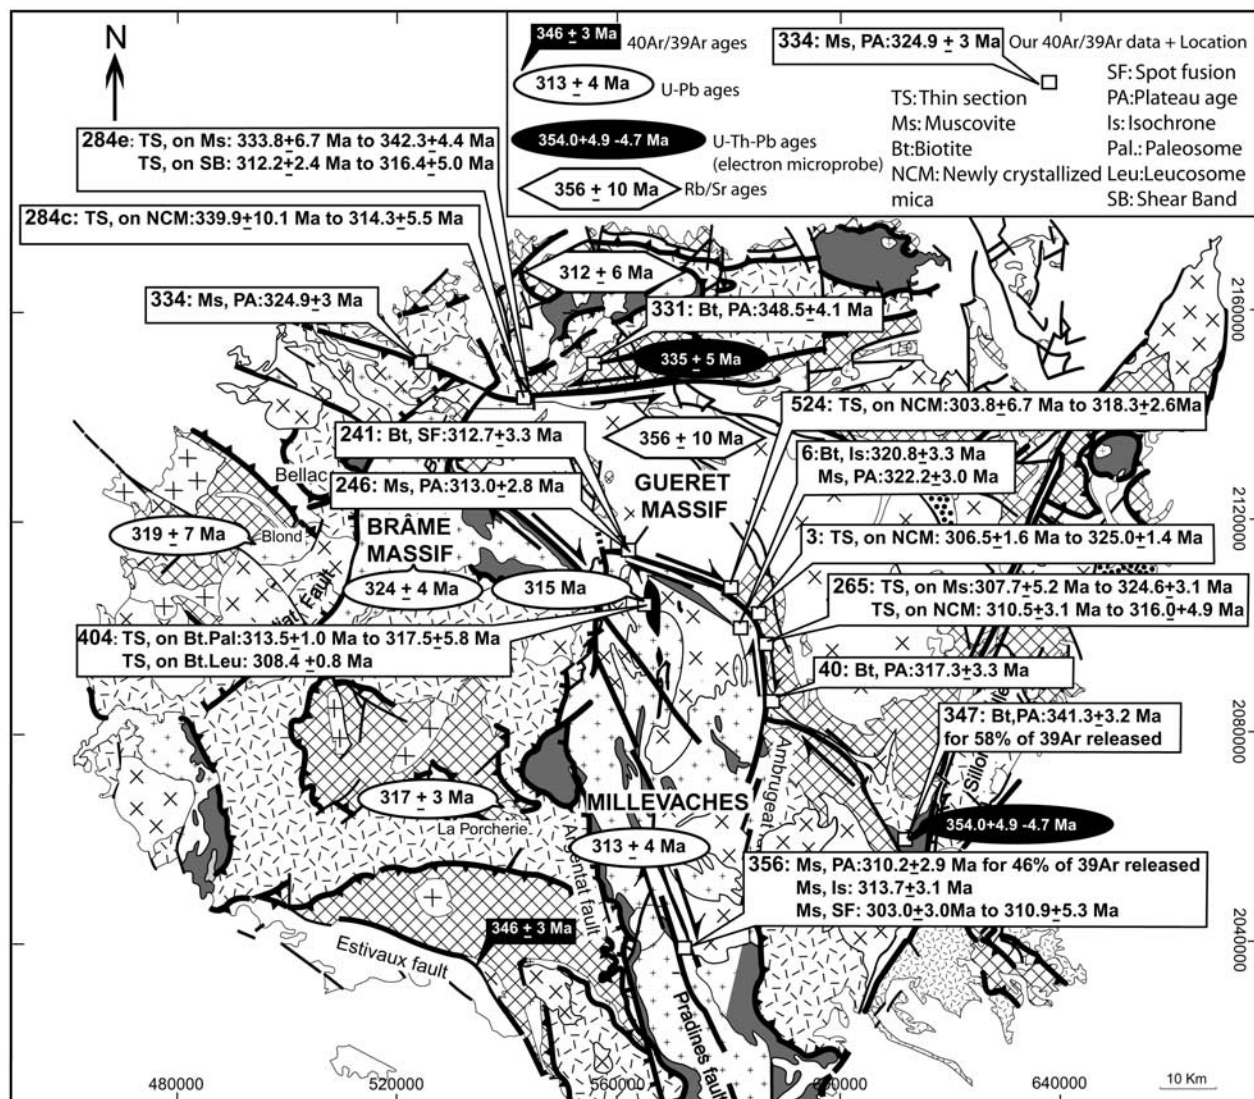 N
346 ± 3 Ma 40Ar/39Ar ages
313 ± 4 Ma U-Pb ages
354.0+4.9 -4.7 Ma U-Th-Pb ages
(electron microprobe)
356 ± 10 Ma Rb/Sr ages
334: Ms, PA:324.9 ± 3 Ma Our 40Ar/39Ar data + Location
TS:Thin section
Ms:Muscovite
Bt:Biotite
NCM: Newly crystallized
mica
SF: Spot fusion
PA:Plateau age
Is: Isochrone
Pal.: Paleosome
Leu:Leucosome
SB: Shear Band
284e: TS, on Ms: 333.8±6.7 Ma to 342.3±4.4 Ma
TS, on SB: 312.2±2.4 Ma to 316.4±5.0 Ma
284c: TS, on NCM:339.9±10.1 Ma to 314.3±5.5 Ma
312 ± 6 Ma
334: Ms, PA:324.9±3 Ma
331: Bt, PA:348.5±4.1 Ma
335 ± 5 Ma
524: TS, on NCM:303.8±6.7 Ma to 318.3±2.6Ma
241: Bt, SF:312.7±3.3 Ma
356 ± 10 Ma
6:Bt, Is:320.8±3.3 Ma
Ms, PA:322.2±3.0 Ma
Bellac
246: Ms, PA:313.0±2.8 Ma
GUERET
MASSIF
319 ± 7 Ma
Blond
BRÂME
MASSIF
3: TS, on NCM: 306.5±1.6 Ma to 325.0±1.4 Ma
324 ± 4 Ma
315 Ma
265: TS, on Ms:307.7±5.2 Ma to 324.6±3.1 Ma
TS, on NCM: 310.5±3.1 Ma to 316.0±4.9 Ma
Fault
404: TS, on Bt.Pal:313.5±1.0 Ma to 317.5±5.8 Ma
TS, on Bt.Leu: 308.4 ±0.8 Ma
40: Bt, PA:317.3±3.3 Ma
347: Bt,PA:341.3±3.2 Ma
for 58% of 39Ar released
Sillon
Ambrugeat
317 ± 3 Ma
La Porcherie
MILLEVACHES
313 ± 4 Ma
354.0+4.9 -4.7 Ma
fault
356: Ms, PA:310.2±2.9 Ma for 46% of 39Ar released
Ms, Is: 313.7±3.1 Ma
Ms, SF: 303.0±3.0Ma to 310.9±5.3 Ma
346 ± 3 Ma
Estivaux fault
Pradines fault
2160000
2120000
2080000
2040000
480000
520000
560000
640000
10 Km